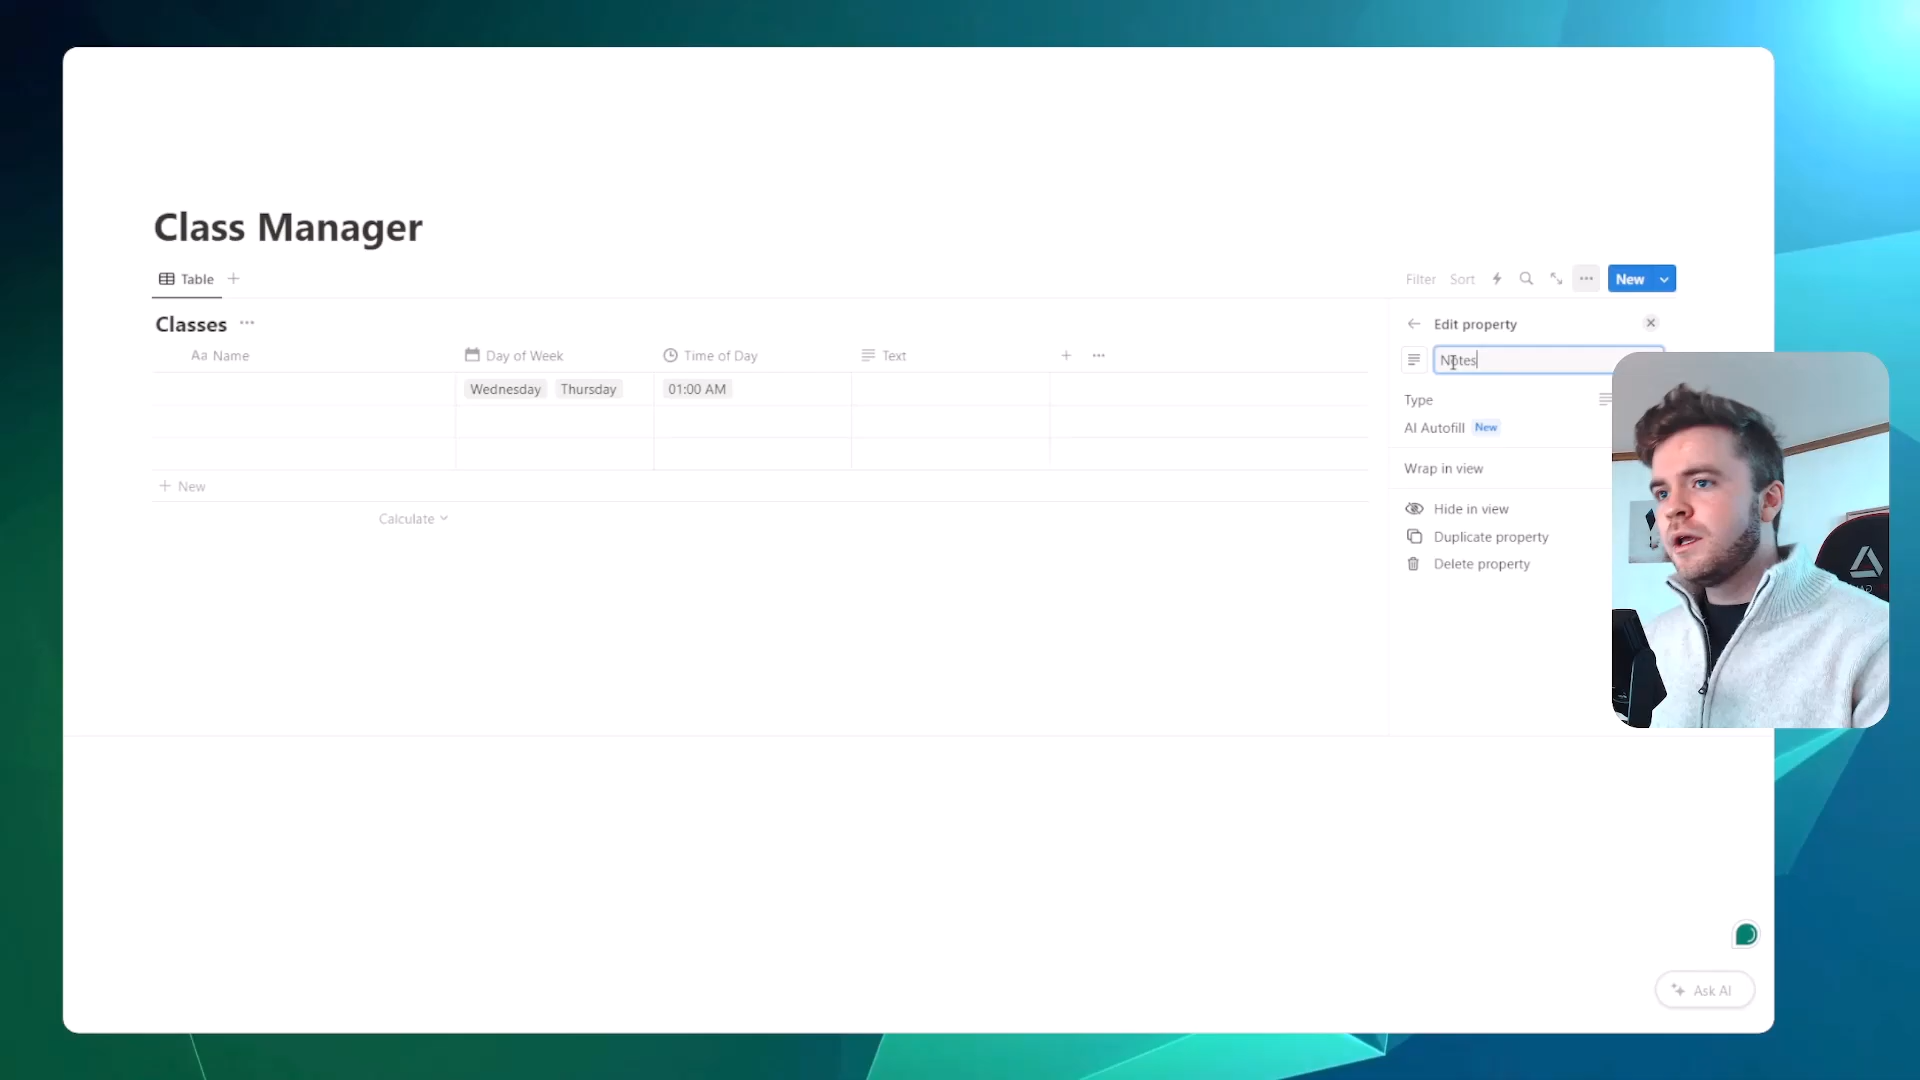 Class Manager
Table
Filter Sort New
Classes
Edit property
Aa Name Day of Week Time of Day Text
Notes
Wednesday Thursday 01:00 AM
Type
AI Autofill New
Wrap in view
New
Hide in view
Calculate
Duplicate property
Delete property
Ask AI